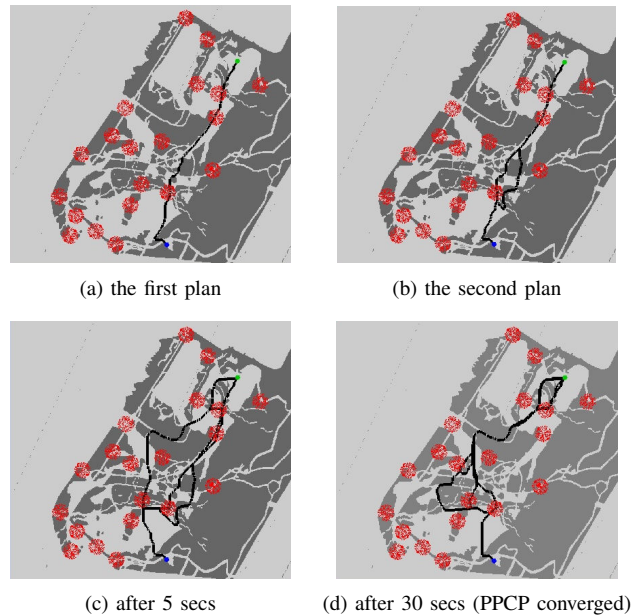 (a) the first plan
(b) the second plan
(c) after 5 secs
(d) after 30 secs (PPCP converged)